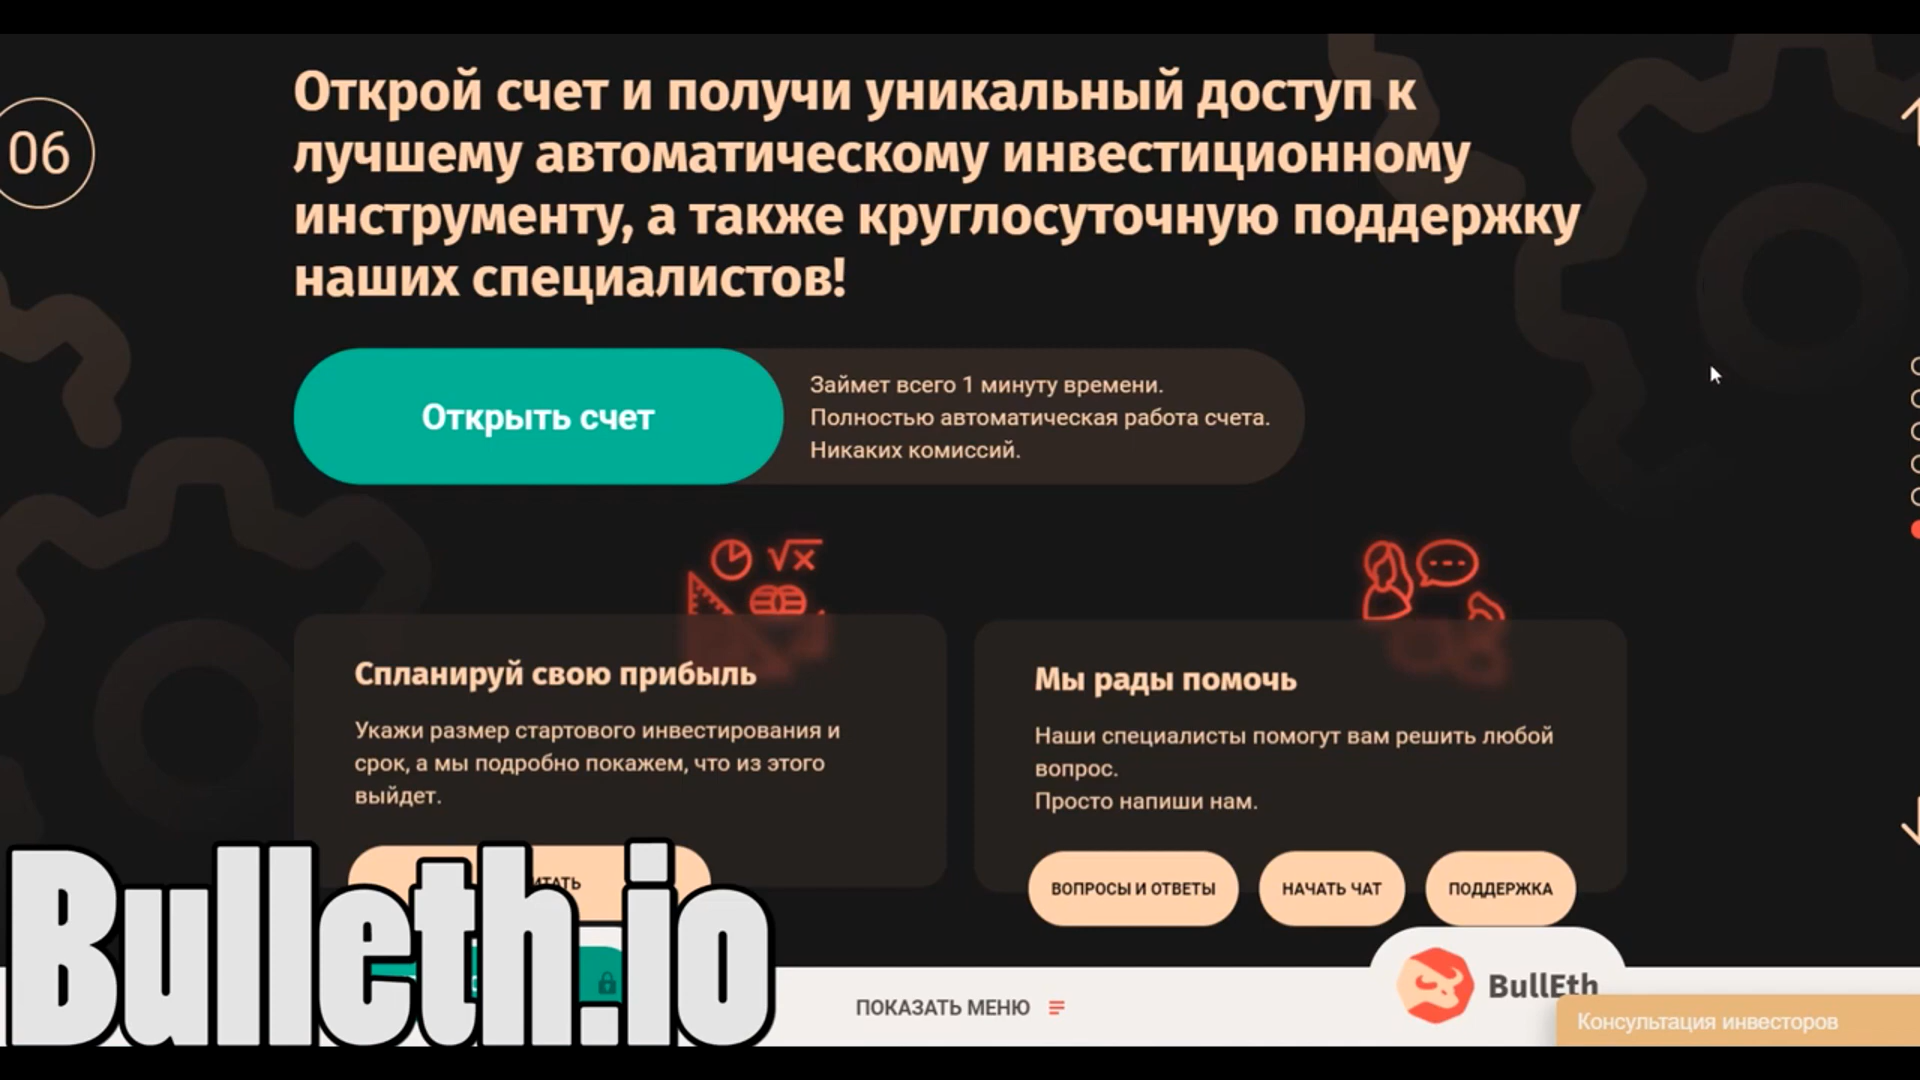 06
Открой счет и получи уникальный доступ к
лучшему автоматическому инвестиционному
инструменту, а также круглосуточную поддержку
наших специалистов!
Открыть счет
Займет всего 1 минуту времени.
Полностью автоматическая работа счета.
Никаких комиссий.
√x
Спланируй свою прибыль
Укажи размер стартового инвестирования и
срок, а мы подробно покажем, что из этого
выйдет.
Мы рады помочь
Наши специалисты помогут вам решить любой
вопрос.
Просто напиши нам.
ВОПРОСЫ И ОТВЕТЫ
НАЧАТЬ ЧАТ
ПОДДЕРЖКА
Bulleth.io
ПОКАЗАТЬ МЕНЮ
BullEth
Консультация инвесторов